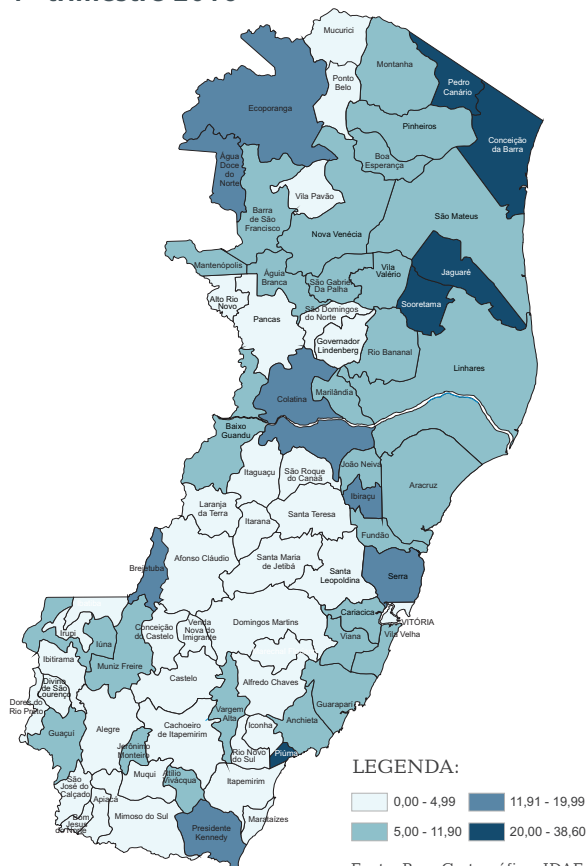 Mucurici
Montanha
Pedro
Canário
Ponto
Belo
Ecoporanga
Pinheiros
Conceição
da Barra
Água
Doce
do
Norte
Boa
Esperança
Vila Pavão
Barra
de São
Francisco
São Mateus
Nova Venécia
Mantenópolis
Águia
Branca
São Gabriel
Da Palha
Vila
Valério
Jaguaré
Alto Rio
Novo
Sooretama
São Domingos
do Norte
Pancas
Governador
Lindenberg
Rio Bananal
Linhares
Colatina
Marilândia
Baixo
Guandu
Itaguaçu
São Roque
do Canaã
João Neiva
Aracruz
Ibiraçu
Laranja
da Terra
Itarana
Santa Teresa
Fundão
Afonso Cláudio
Santa Maria
de Jetibá
Santa
Leopoldina
Brejetuba
Serra
Cariacica
VITÓRIA
Vila Velha
Viana
Domingos Martins
Venda
Nova do
Imigrante
Conceição
do Castelo
Irupi
Iúna
Muniz Freire
Ibitirama
Castelo
Alfredo Chaves
Divino
de São
Lourenço
Dores do
Rio Preto
Guarapari
Vargem
Alta
Anchieta
Alegre
Cachoeiro
de Itapemirim
Iconha
Guaçuí
Jerônimo
Monteiro
Rio Novo
do Sul
Piúma
Muqui
Atilio
Vivácqua
Itapemirim
São
José do
Calçado
Apiacá
Bom
Jesus
do Norte
Mimoso do Sul
Marataízes
Presidente
Kennedy
LEGENDA:
0,00 - 4,99
11,91 - 19,99
5,00 - 11,90
20,00 - 38,60